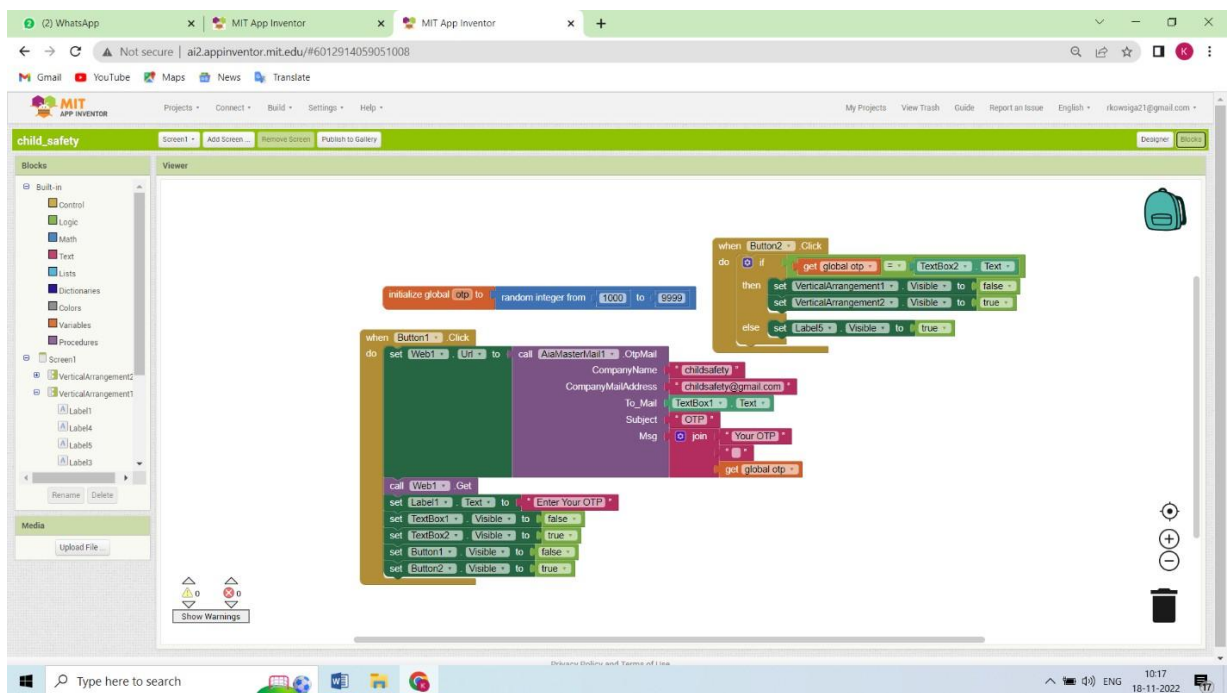 (2) WhatsApp
MIT App Inventor
MIT App Inventor
Not secure | ai2.appinventor.mit.edu/#6012914059051008
K
Gmail YouTube Maps News Translate
MIT
APP INVENTOR
Projects Connect Build Settings Help
My Projects View Trash Guide Report an Issue English rkowsiga21@gmail.com
child_safety
Screen1 Add Screen ... Remove Screen Publish to Gallery
Designer Blocks
Blocks
Viewer
Built-in
Control
Logic
Math
Text
Lists
Dictionaries
Colors
Variables
Procedures
Screen1
VerticalArrangement2
VerticalArrangement1
Label1
Label4
Label5
Label3
Rename Delete
Media
Upload File ...
when Button2 .Click
do if get global otp = TextBox2 . Text
then set VerticalArrangement1 . Visible to false
set VerticalArrangement2 . Visible to true
else set Label5 . Visible to true
initialize global otp to random integer from 1000 to 9999
when Button1 .Click
do set Web1 . Url to call AiaMasterMail1 .OtpMail
CompanyName " childsafety "
CompanyMailAddress " childsafety@gmail.com "
To_Mail TextBox1 . Text
Subject " OTP "
Msg join " Your OTP "
" "
get global otp
call Web1 .Get
set Label1 . Text to " Enter Your OTP "
set TextBox1 . Visible to false
set TextBox2 . Visible to true
set Button1 . Visible to false
set Button2 . Visible to true
0 0
Show Warnings
Privacy Policy and Terms of Use
Type here to search
ENG
10:17
18-11-2022
17